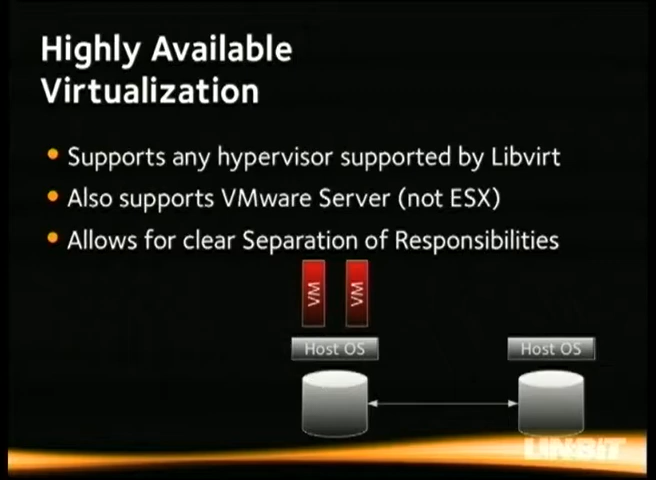 Highly Available
Virtualization
Supports any hypervisor supported by Libvirt
Also supports VMware Server (not ESX)
Allows for clear Separation of Responsibilities
VM VM
Host OS Host OS
LINBIT